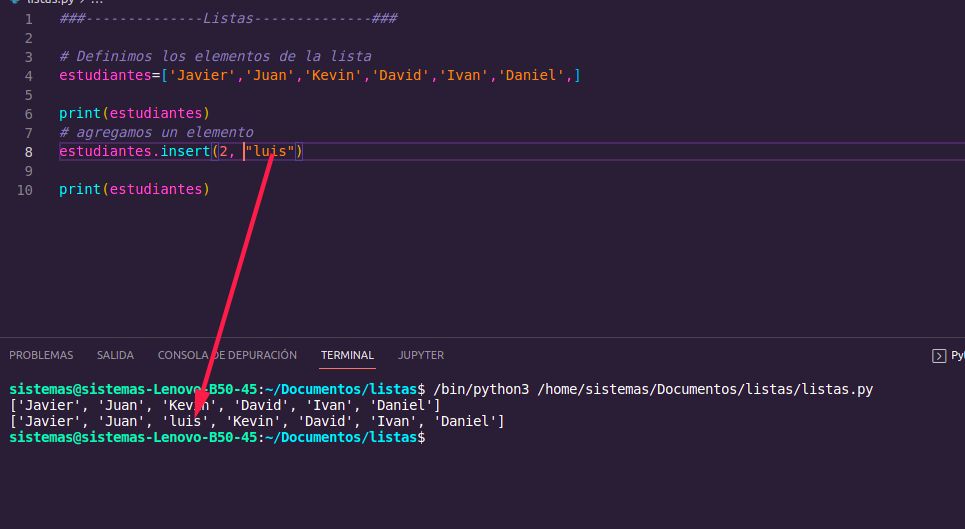 listas.py > ...
1 ###--------------Listas--------------###
2
3 # Definimos los elementos de la lista
4 estudiantes=['Javier','Juan','Kevin','David','Ivan','Daniel',]
5
6 print(estudiantes)
7 # agregamos un elemento
8 estudiantes.insert(2, "luis")
9
10 print(estudiantes)
PROBLEMAS SALIDA CONSOLA DE DEPURACIÓN TERMINAL JUPYTER
sistemas@sistemas-Lenovo-B50-45:~/Documentos/listas$ /bin/python3 /home/sistemas/Documentos/listas/listas.py
['Javier', 'Juan', 'Kevin', 'David', 'Ivan', 'Daniel']
['Javier', 'Juan', 'luis', 'Kevin', 'David', 'Ivan', 'Daniel']
sistemas@sistemas-Lenovo-B50-45:~/Documentos/listas$